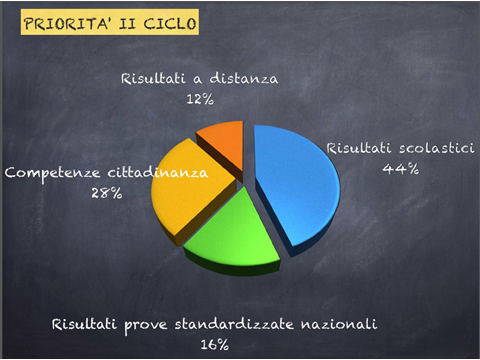 PRIORITA' II CICLO
Risultati a distanza
12%
Risultati scolastici
44%
Competenze cittadinanza
28%
Risultati prove standardizzate nazionali
16%